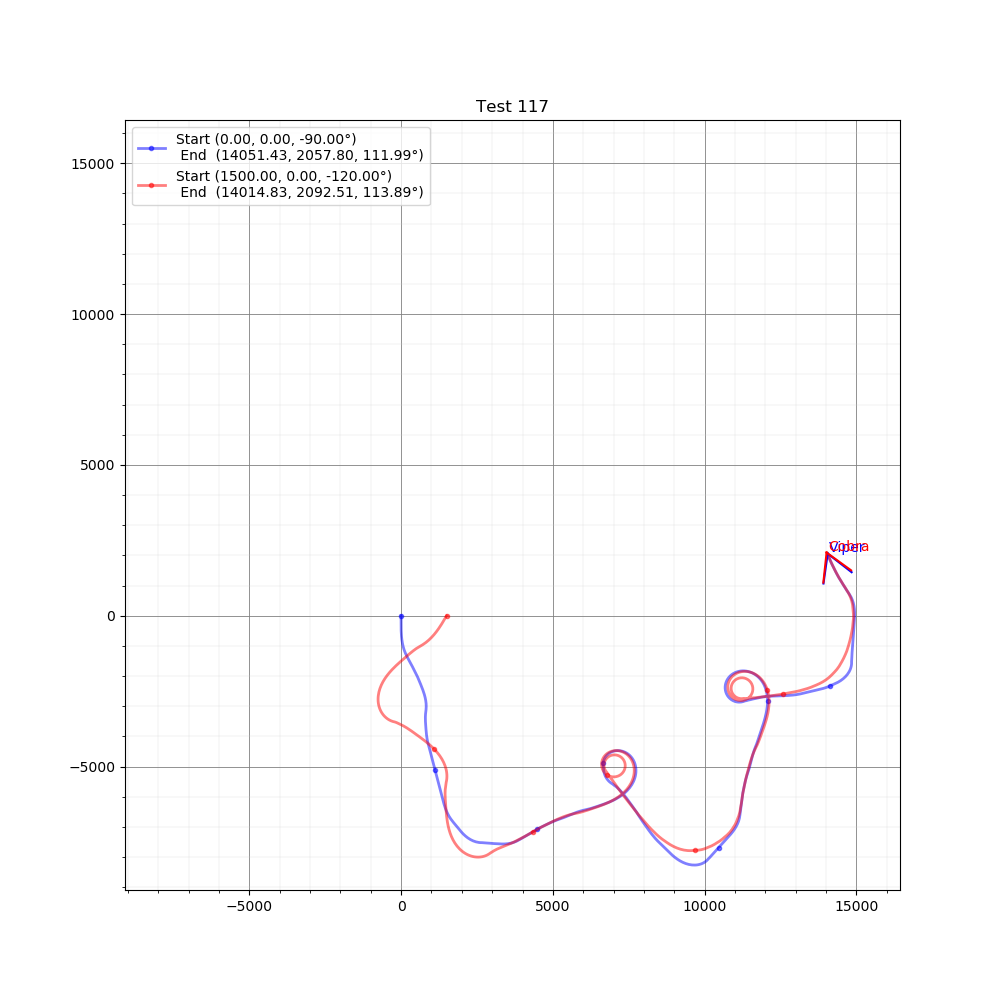 Test 117
Start (0.00, 0.00, -90.00°)
End (14051.43, 2057.80, 111.99°)
Start (1500.00, 0.00, -120.00°)
End (14014.83, 2092.51, 113.89°)
15000
10000
5000
0
−5000
Viper
Cobra
−5000
0
5000
10000
15000